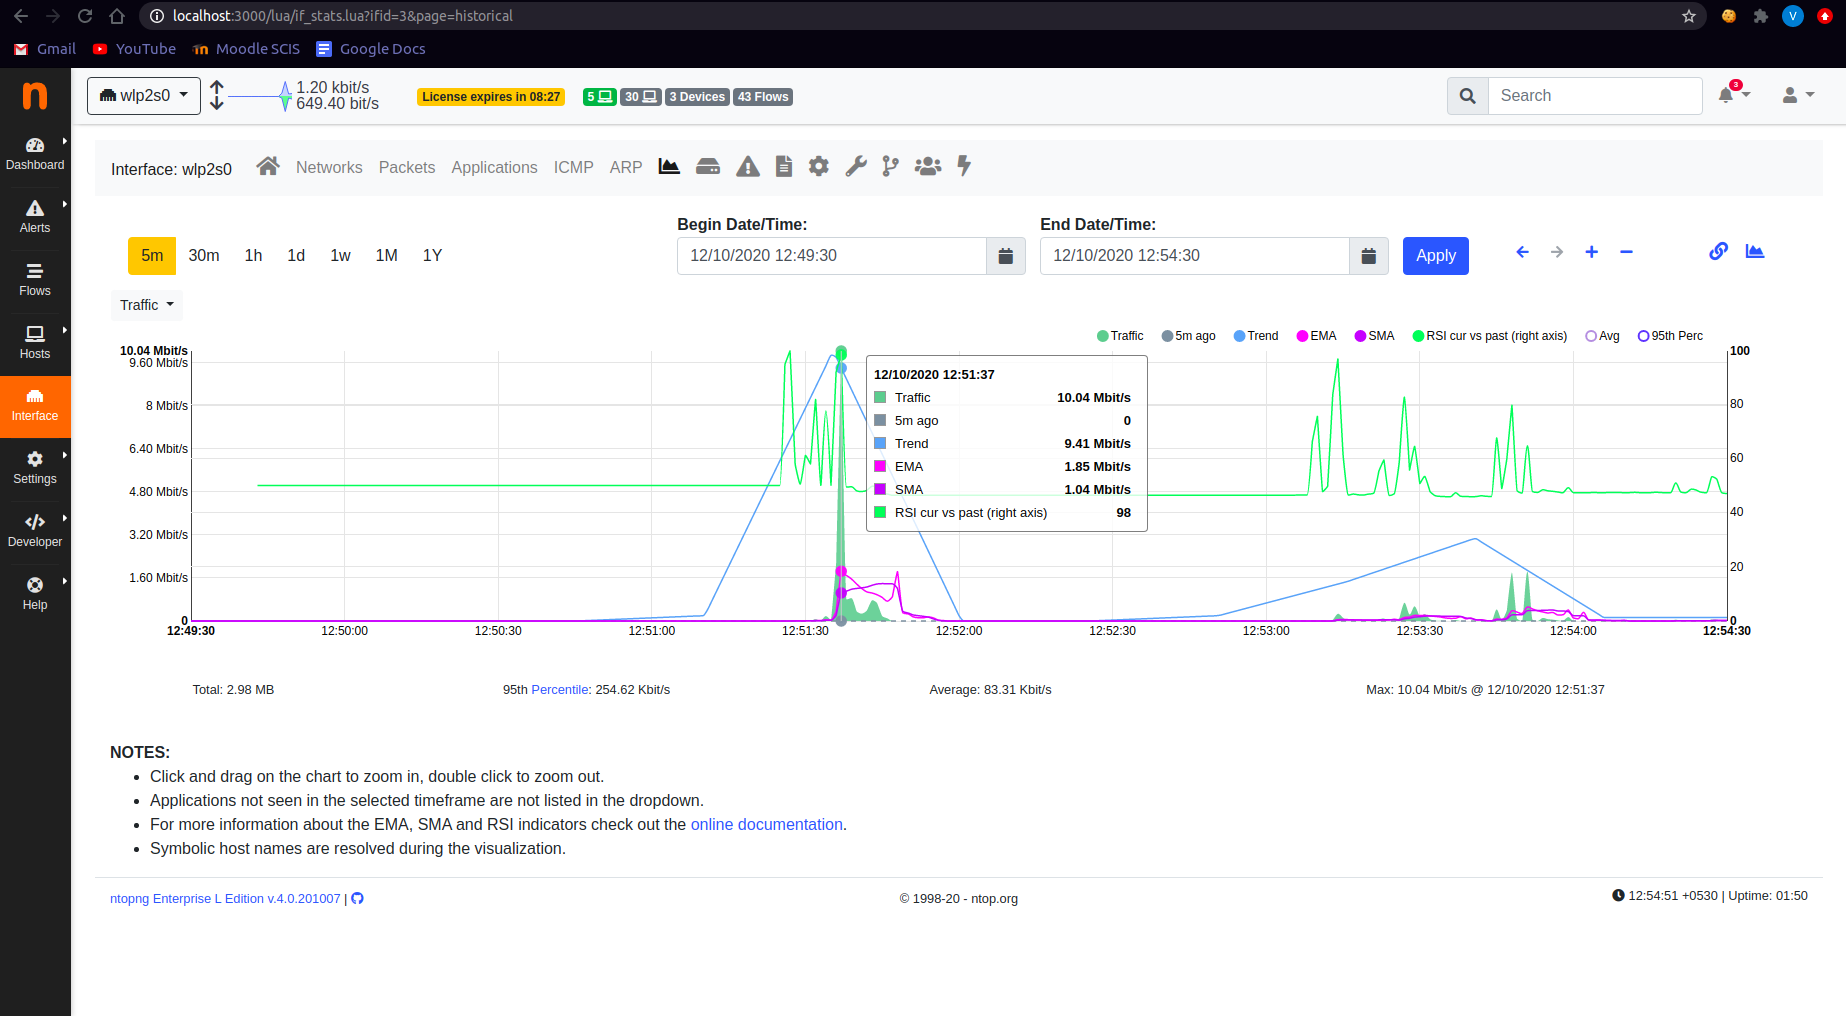 localhost:3000/lua/if_stats.lua?ifid=3&page=historical
V
Gmail YouTube Moodle SCIS Google Docs
n
wlp2s0
1.20 kbit/s
649.40 bit/s
License expires in 08:27
5 30 3 Devices 43 Flows
Search
3
Dashboard
Alerts
Flows
Hosts
Interface
Settings
Developer
Help
Interface: wlp2s0 Networks Packets Applications ICMP ARP
Begin Date/Time: End Date/Time:
5m 30m 1h 1d 1w 1M 1Y
12/10/2020 12:49:30 12/10/2020 12:54:30 Apply
Traffic
Traffic 5m ago Trend EMA SMA RSI cur vs past (right axis) Avg 95th Perc
10.04 Mbit/s
9.60 Mbit/s
8 Mbit/s
6.40 Mbit/s
4.80 Mbit/s
3.20 Mbit/s
1.60 Mbit/s
0
12/10/2020 12:51:37
Traffic 10.04 Mbit/s
5m ago 0
Trend 9.41 Mbit/s
EMA 1.85 Mbit/s
SMA 1.04 Mbit/s
RSI cur vs past (right axis) 98
100
80
60
40
20
0
12:49:30 12:50:00 12:50:30 12:51:00 12:51:30 12:52:00 12:52:30 12:53:00 12:53:30 12:54:00 12:54:30
Total: 2.98 MB 95th Percentile: 254.62 Kbit/s Average: 83.31 Kbit/s Max: 10.04 Mbit/s @ 12/10/2020 12:51:37
NOTES:
• Click and drag on the chart to zoom in, double click to zoom out.
• Applications not seen in the selected timeframe are not listed in the dropdown.
• For more information about the EMA, SMA and RSI indicators check out the online documentation.
• Symbolic host names are resolved during the visualization.
ntopng Enterprise L Edition v.4.0.201007 |
© 1998-20 - ntop.org
12:54:51 +0530 | Uptime: 01:50